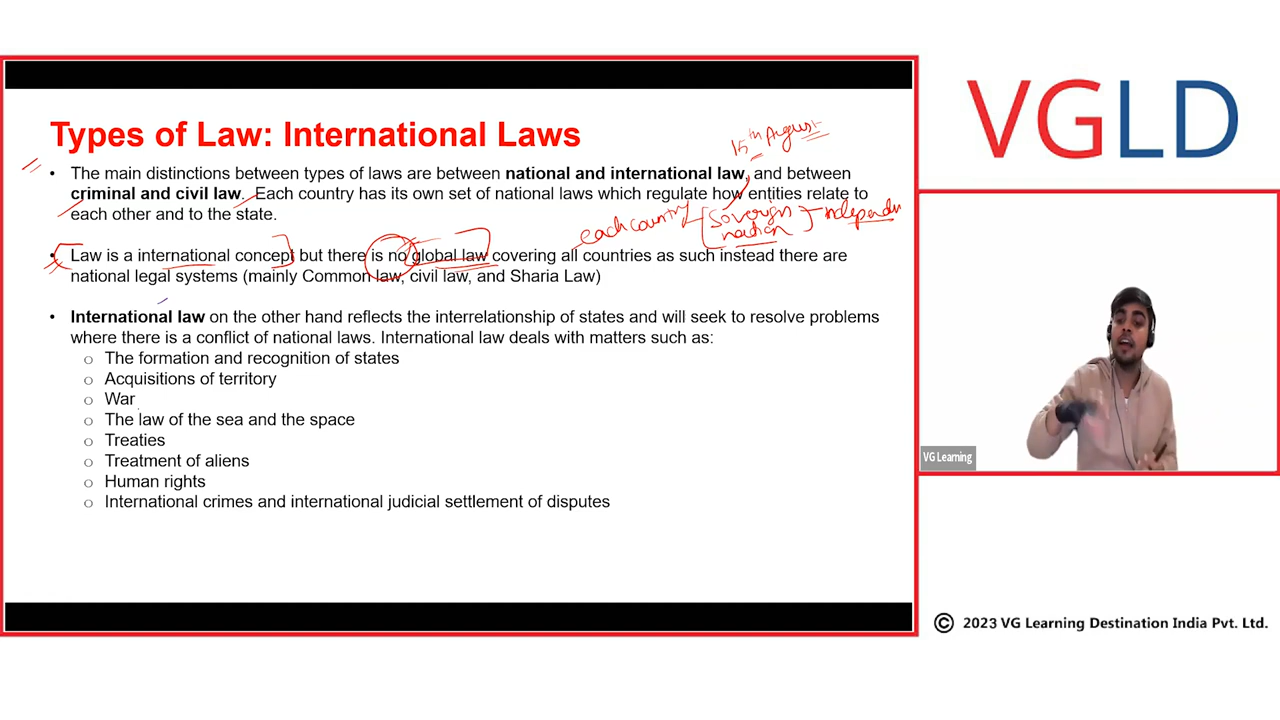 VGLD
Types of Law: International Laws
15th August
• The main distinctions between types of laws are between national and international law, and between
criminal and civil law. Each country has its own set of national laws which regulate how entities relate to
each other and to the state.
each country
Soverign
nation
independn
• Law is a international concept but there is no global law covering all countries as such instead there are
national legal systems (mainly Common law, civil law, and Sharia Law)
• International law on the other hand reflects the interrelationship of states and will seek to resolve problems
where there is a conflict of national laws. International law deals with matters such as:
o The formation and recognition of states
o Acquisitions of territory
o War
o The law of the sea and the space
o Treaties
o Treatment of aliens
o Human rights
o International crimes and international judicial settlement of disputes
VG Learning
© 2023 VG Learning Destination India Pvt. Ltd.